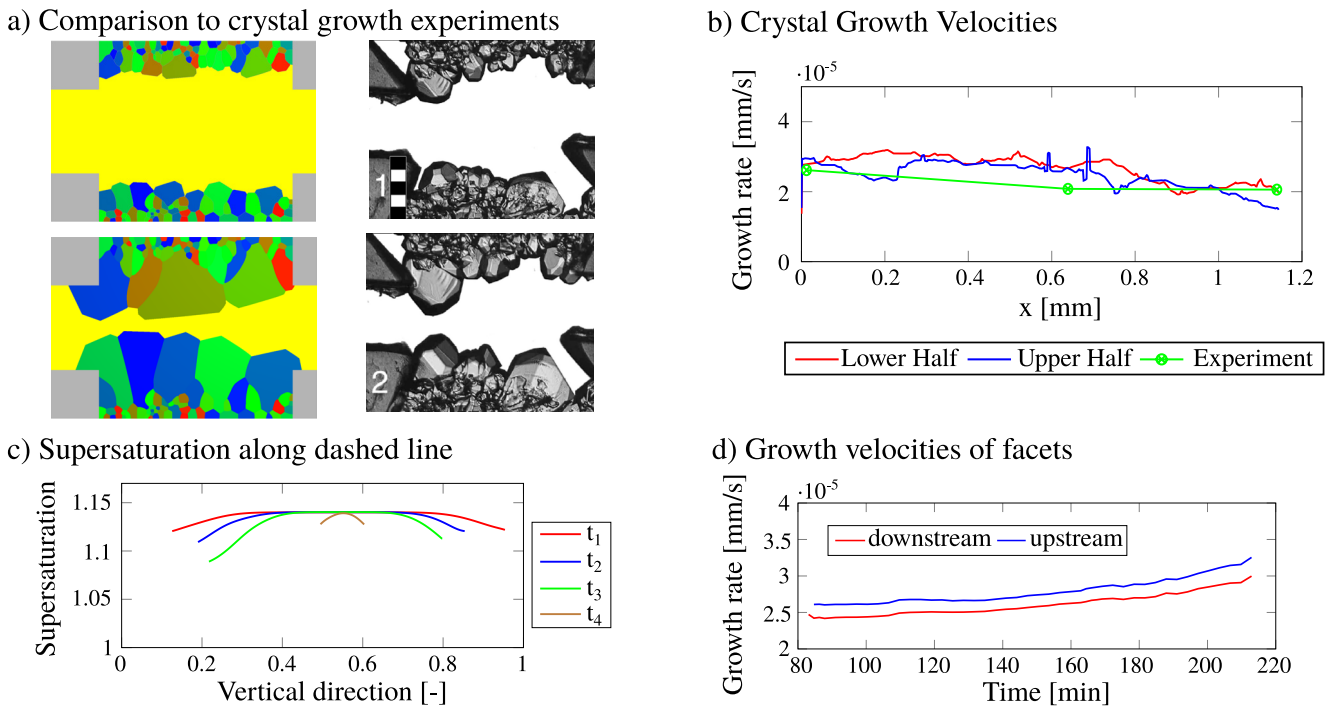 a) Comparison to crystal growth experiments
1
2
b) Crystal Growth Velocities
·10-5
Growth rate [mm/s]
4
2
0
0 0.2 0.4 0.6 0.8 1 1.2
x [mm]
Lower Half Upper Half Experiment
c) Supersaturation along dashed line
Supersaturation
1.15
1.1
1.05
1
0 0.2 0.4 0.6 0.8 1
Vertical direction [-]
t1
t2
t3
t4
d) Growth velocities of facets
·10-5
Growth rate [mm/s]
4
3.5
3
2.5
2
downstream upstream
80 100 120 140 160 180 200 220
Time [min]